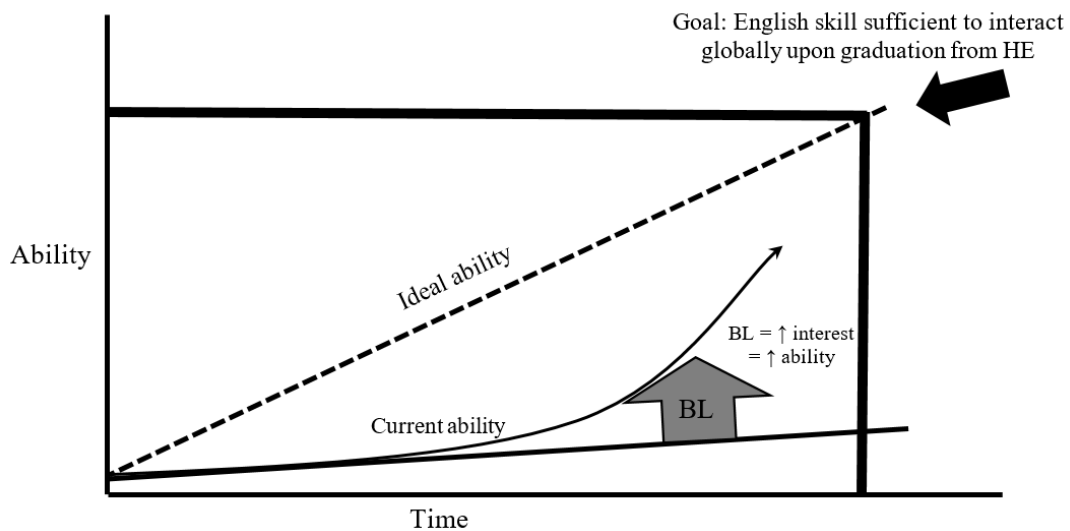 Goal: English skill sufficient to interact
globally upon graduation from HE
Ability
Ideal ability
BL = ↑ interest
= ↑ ability
BL
Current ability
Time